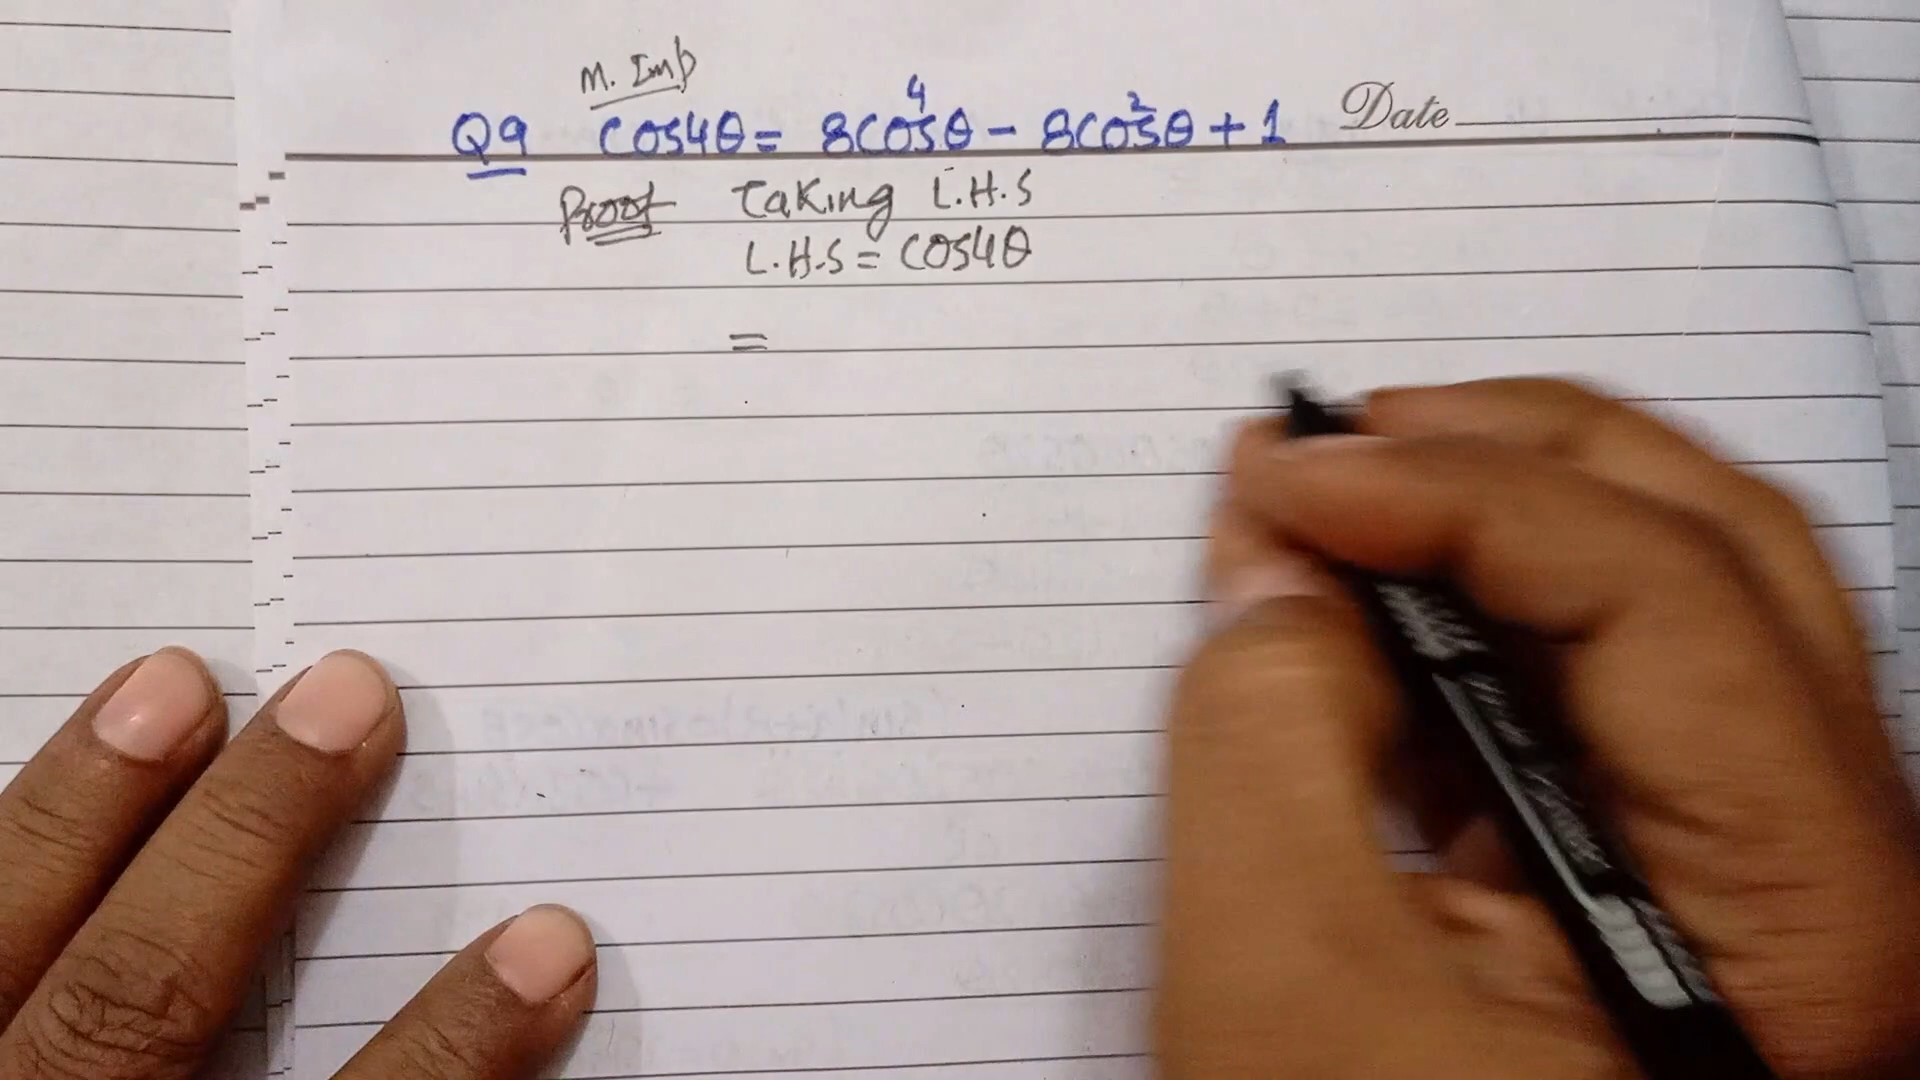 M. Imp
Q9 cos4θ = 8cos⁴θ - 8cos²θ + 1 Date
Proof Taking L.H.S
L.H.S = cos4θ
=